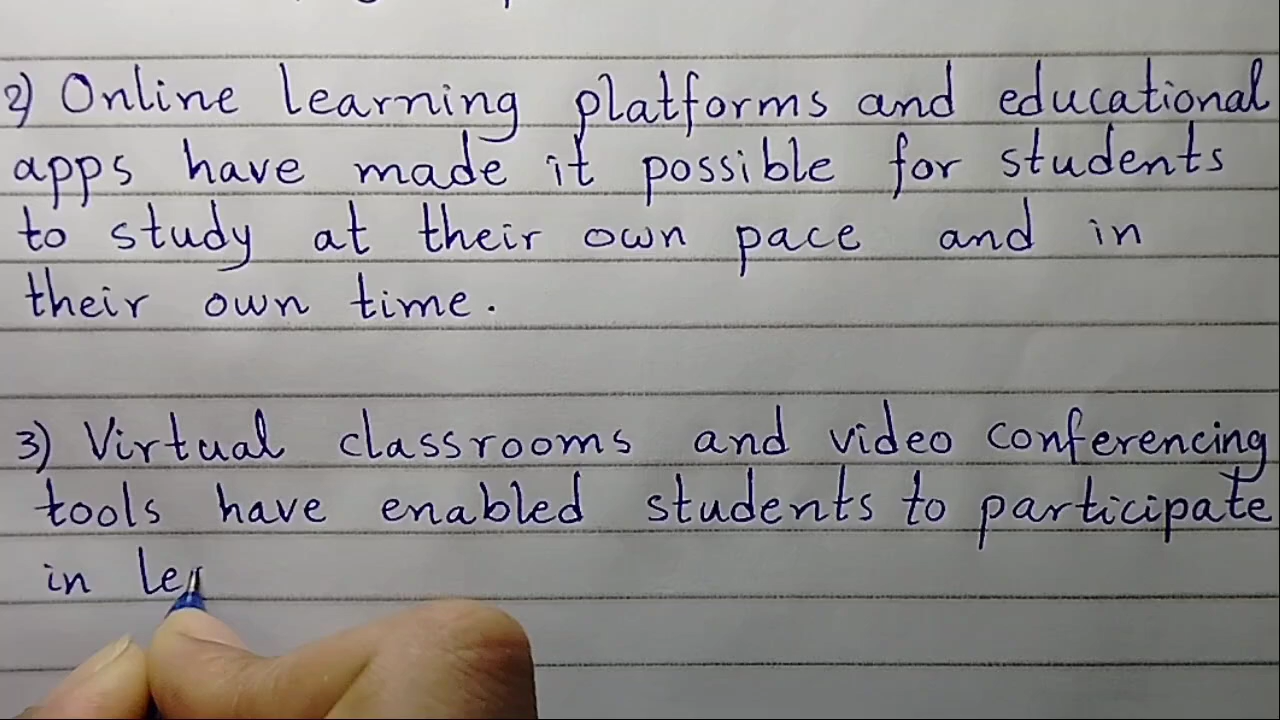 2) Online learning platforms and educational
apps have made it possible for students
to study at their own pace and in
their own time.
3) Virtual classrooms and video conferencing
tools have enabled students to participate
in le